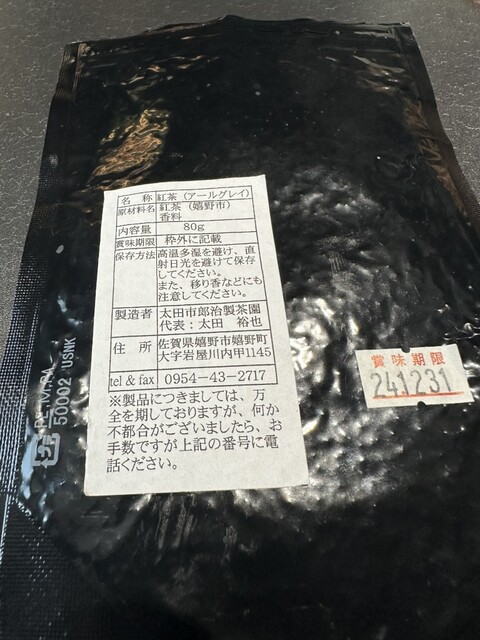 名 称 紅茶（アールグレイ）
原材料名 紅茶（嬉野市）
香料
内容量 80g
賞味期限 枠外に記載
保存方法 高温多湿を避け、直
射日光を避けて保存
してください。
また、移り香などにも
注意してください。
製造者 太田市郎治製茶園
代表：太田 裕也
住 所 佐賀県嬉野市嬉野町
大字岩屋川内甲1145
tel & fax 0954-43-2717
※製品につきましては、万
全を期しておりますが、何か
不都合がございましたら、お
手数ですが上記の番号に電
話ください。
賞味期限
241231
50002 USNK